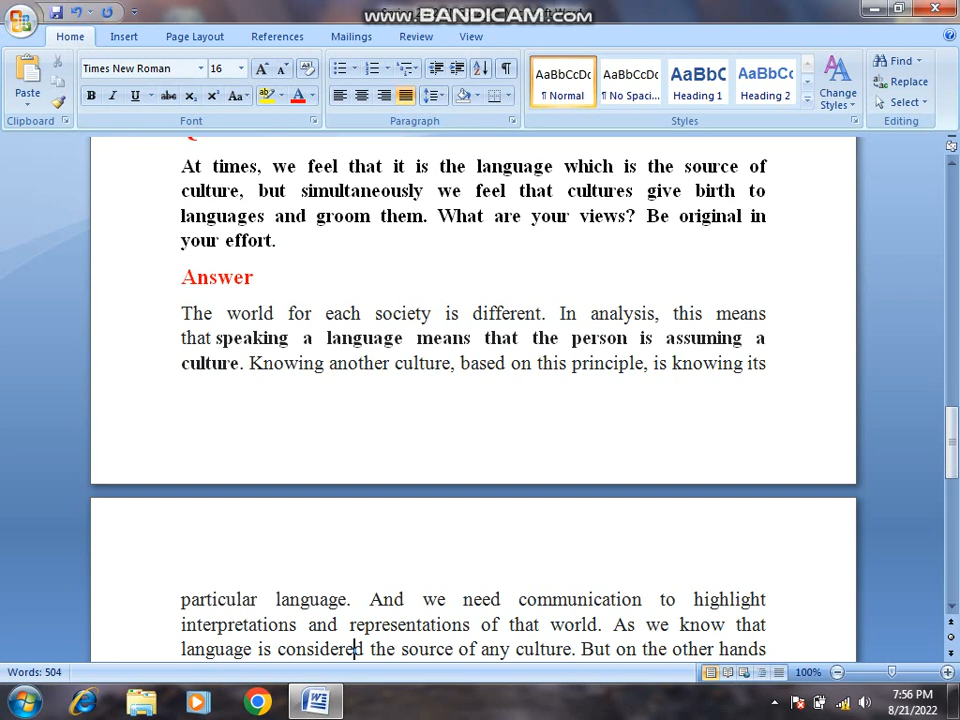 www.BANDICAM.com
Home Insert Page Layout References Mailings Review View
Times New Roman 16 Aa AaBbCcDc AaBbCcDc AaBbC AaBbCc Find
Paste B I U abc x₂ x² Aa ¶ Normal ¶ No Spaci... Heading 1 Heading 2 Change Styles Replace
Select
Clipboard Font Paragraph Styles Editing
At times, we feel that it is the language which is the source of
culture, but simultaneously we feel that cultures give birth to
languages and groom them. What are your views? Be original in
your effort.
Answer
The world for each society is different. In analysis, this means
that speaking a language means that the person is assuming a
culture. Knowing another culture, based on this principle, is knowing its
particular language. And we need communication to highlight
interpretations and representations of that world. As we know that
language is considered the source of any culture. But on the other hands
Words: 504 100%
7:56 PM
8/21/2022